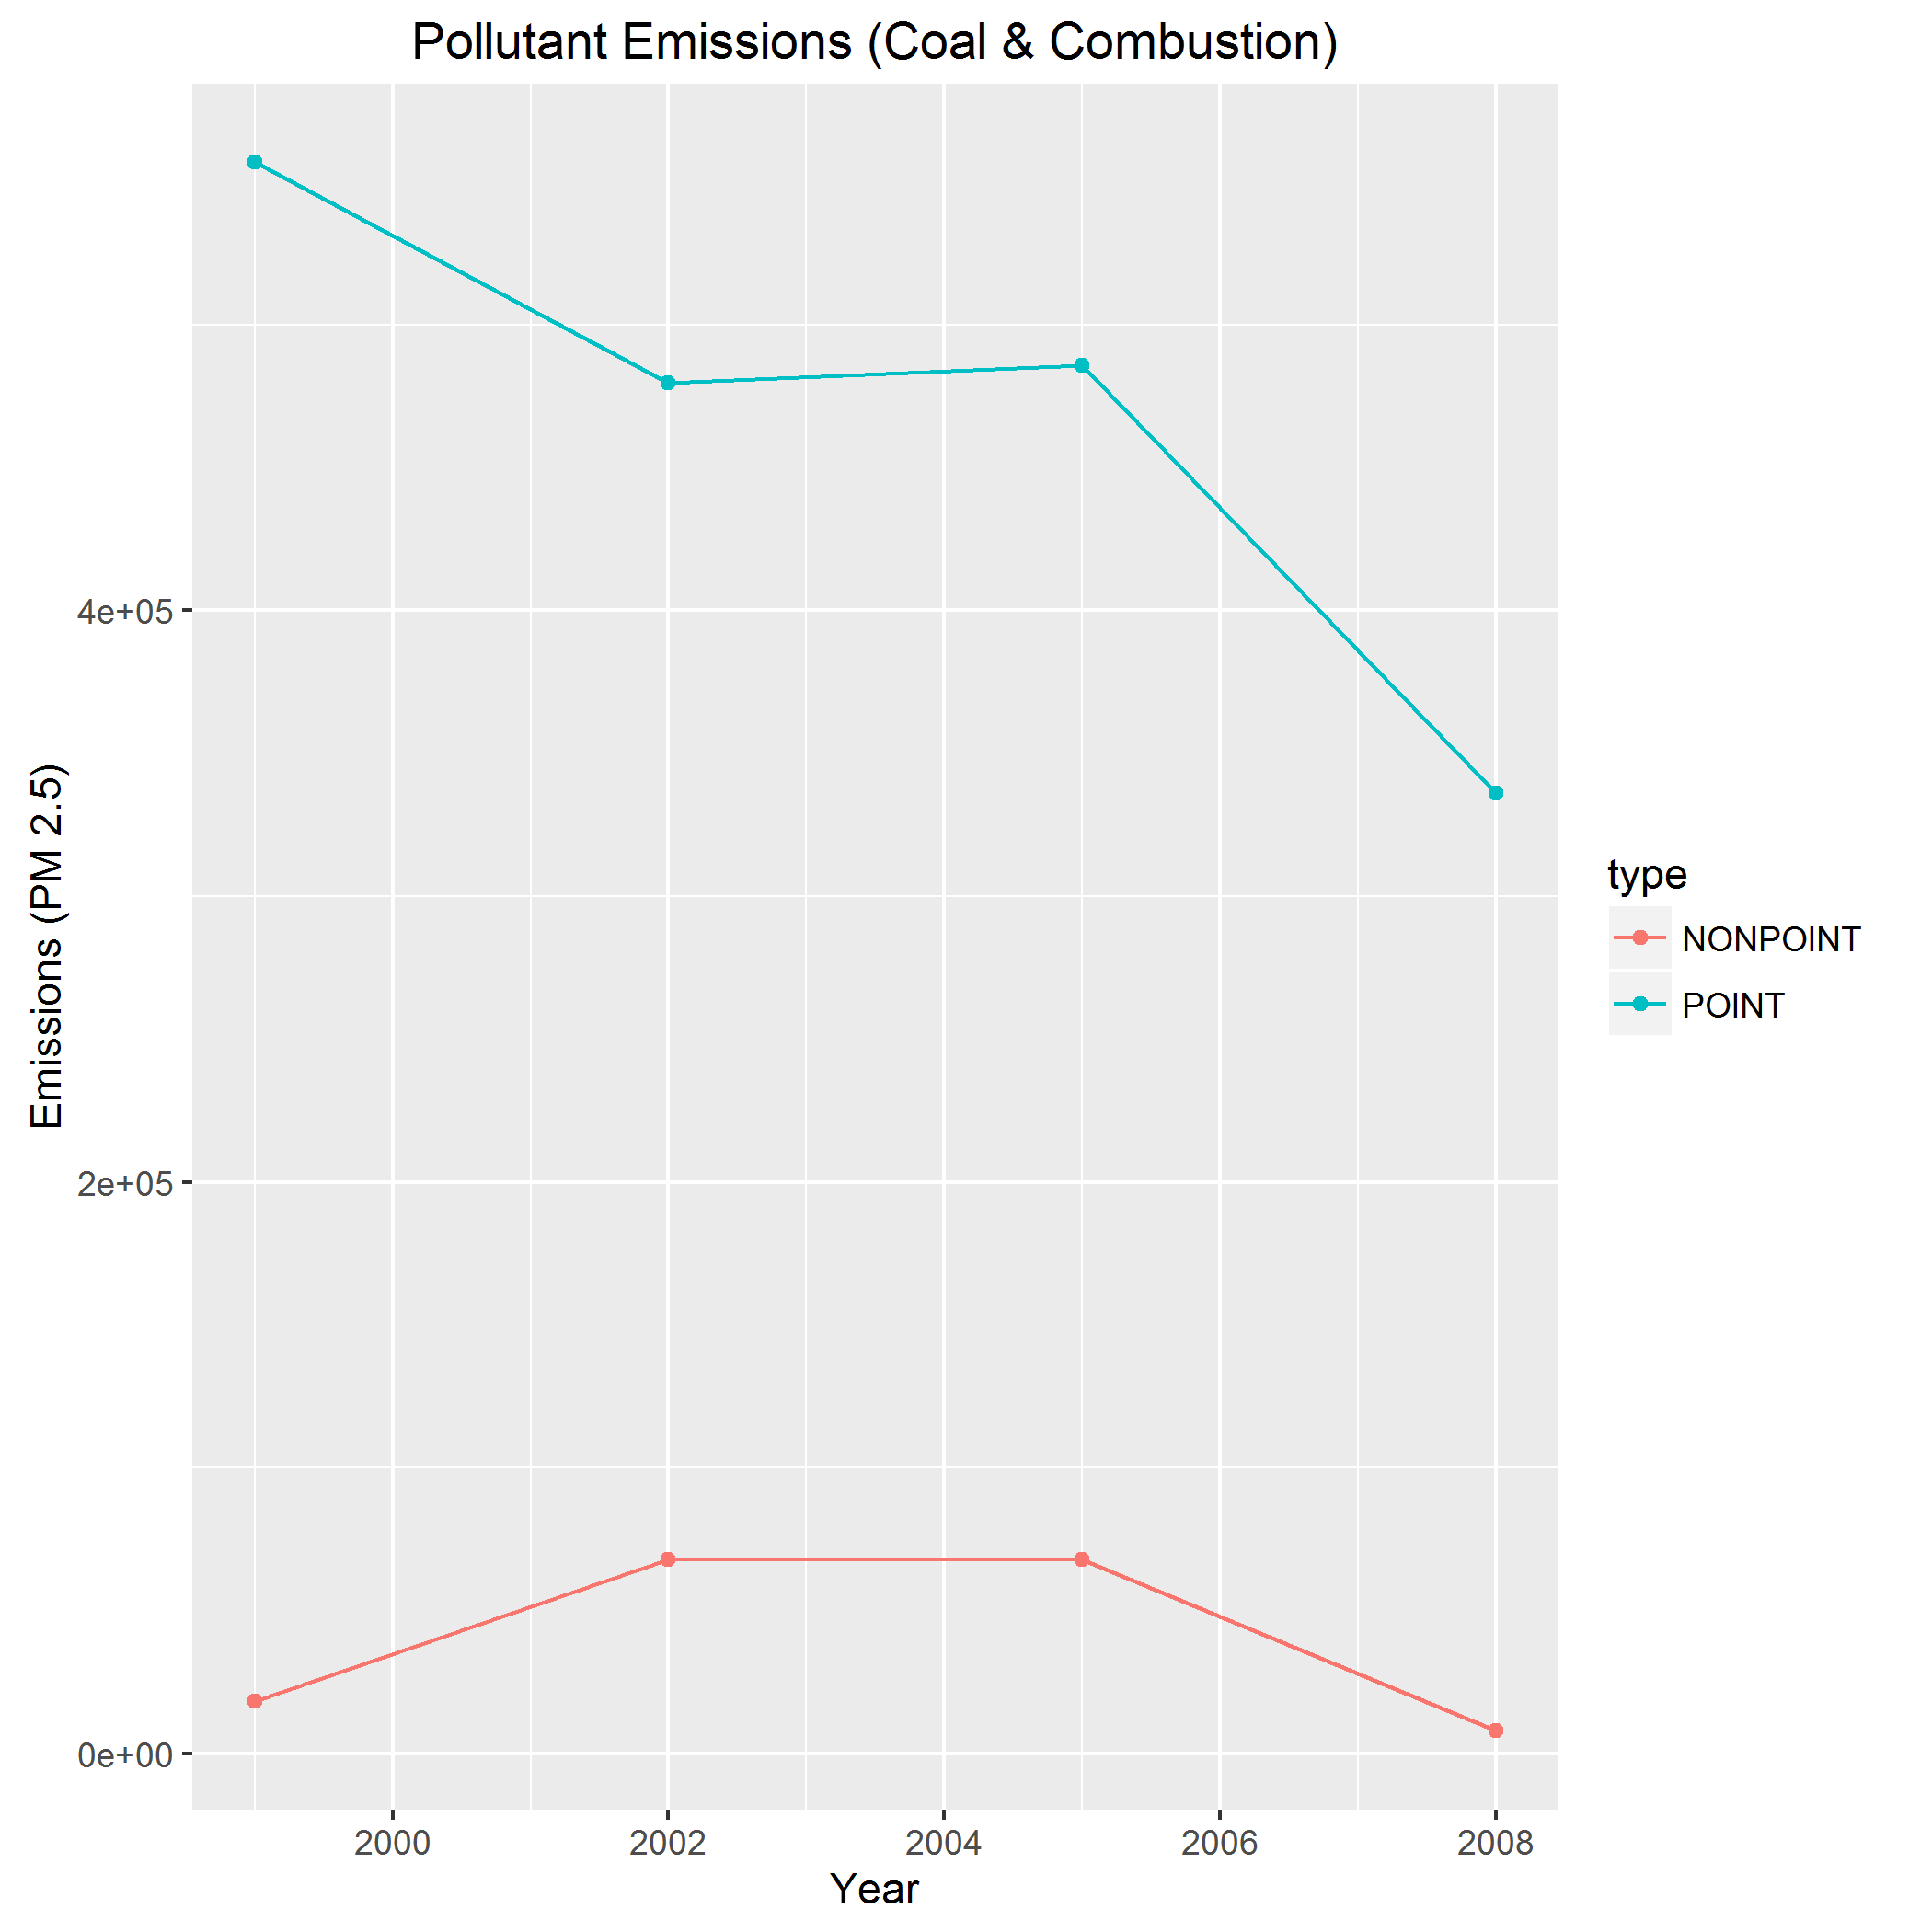 Pollutant Emissions (Coal & Combustion)
Emissions (PM 2.5)
4e+05
2e+05
0e+00
2000
2002
2004
2006
2008
Year
type
NONPOINT
POINT